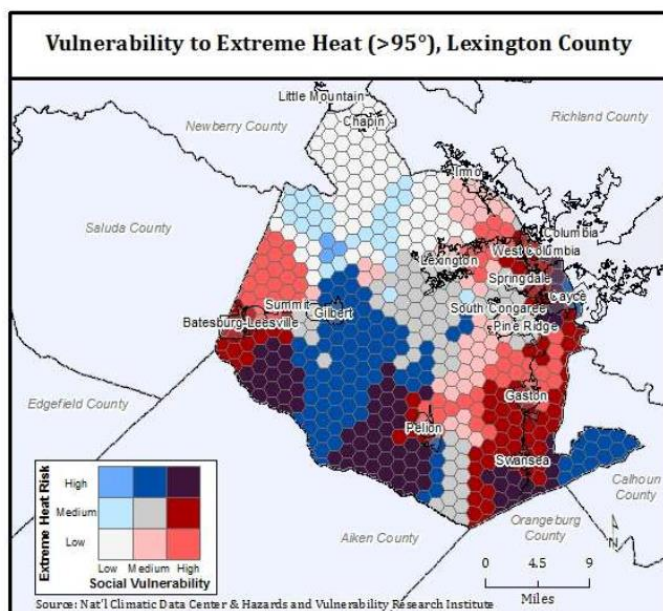 Vulnerability to Extreme Heat (>95°), Lexington County
Little Mountain
Chapin
Newberry County
Richland County
Irmo
Saluda County
Columbia
West Columbia
Lexington
Springdale
Cayce
Summit
Gilbert
South Congaree
Batesburg-Leesville
Pine Ridge
Edgefield County
Gaston
Pelion
Swansea
Calhoun
County
Orangeburg
County
Aiken County
N
Extreme Heat Risk
High
Medium
Low
Low Medium High
Social Vulnerability
0 4.5 9
Miles
Source: Nat'l Climatic Data Center & Hazards and Vulnerability Research Institute